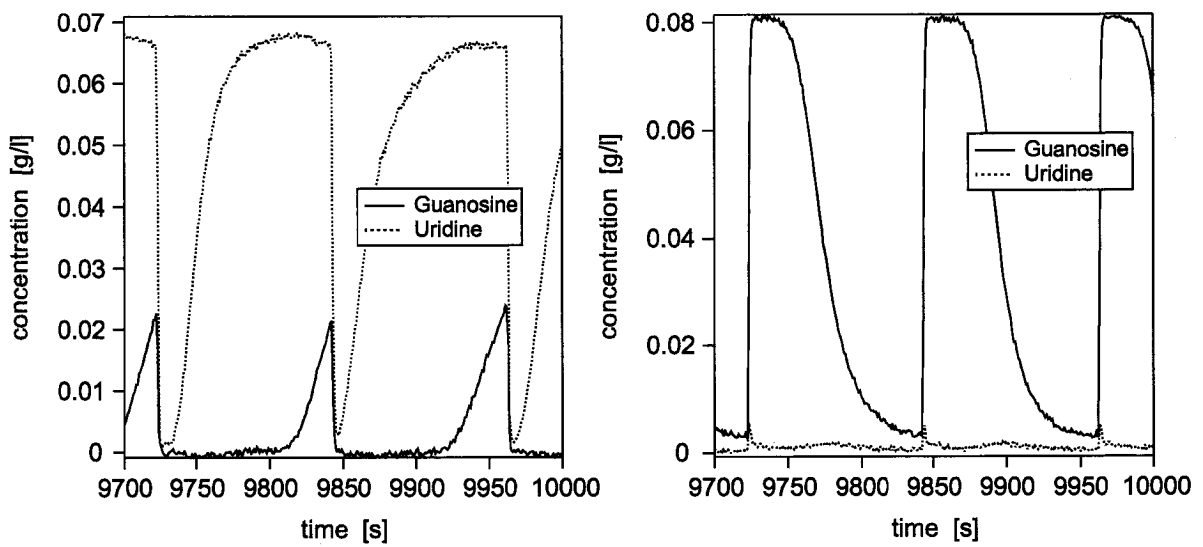 0.07
0.06
0.05
0.04
0.03
0.02
0.01
0
concentration [g/l]
Guanosine
Uridine
9700 9750 9800 9850 9900 9950 10000
time [s]
0.08
0.06
0.04
0.02
0
concentration [g/l]
Guanosine
Uridine
9700 9750 9800 9850 9900 9950 10000
time [s]